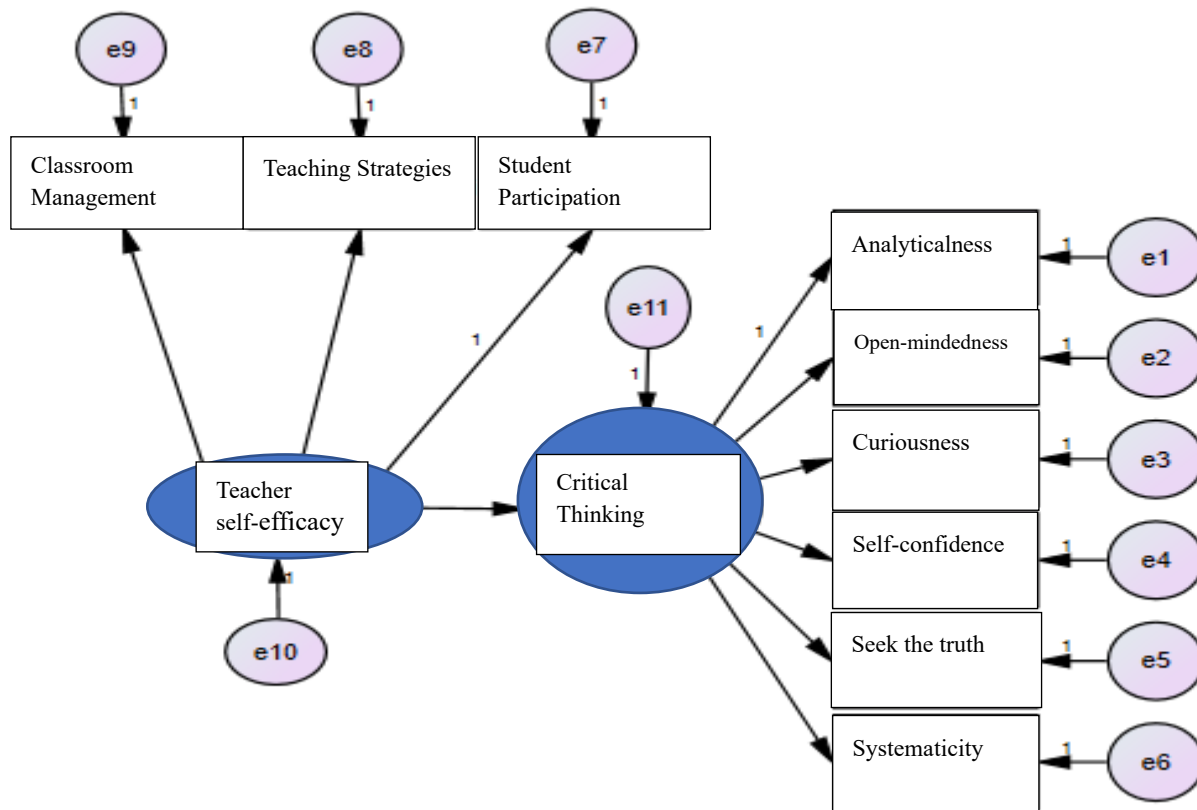 e9
e8
e7
1
1
1
Classroom
Management
Teaching Strategies
Student
Participation
Analyticalness
1
e1
e11
1
1
1
Open-mindedness
1
e2
Curiousness
1
e3
Teacher
self-efficacy
Critical
Thinking
Self-confidence
1
e4
1
e10
Seek the truth
1
e5
Systematicity
1
e6